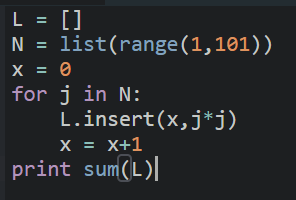 L = []
N = list(range(1,101))
x = 0
for j in N:
    L.insert(x,j*j)
    x = x+1
print sum(L)